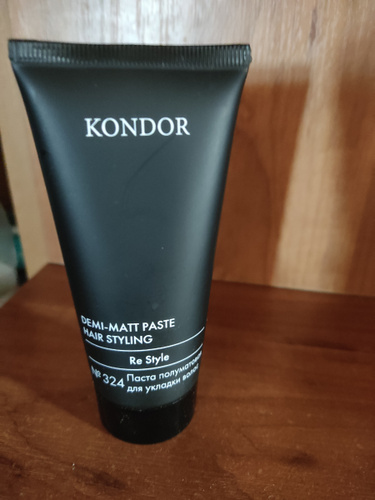 KONDOR
DEMI-MATT PASTE
HAIR STYLING
Re Style
№ 324
Паста полуматовая
для укладки волос